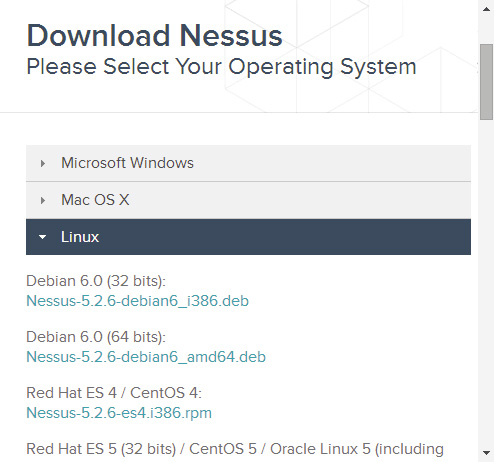 Download Nessus
Please Select Your Operating System
Microsoft Windows
Mac OS X
Linux
Debian 6.0 (32 bits):
Nessus-5.2.6-debian6_i386.deb
Debian 6.0 (64 bits):
Nessus-5.2.6-debian6_amd64.deb
Red Hat ES 4 / CentOS 4:
Nessus-5.2.6-es4.i386.rpm
Red Hat ES 5 (32 bits) / CentOS 5 / Oracle Linux 5 (including